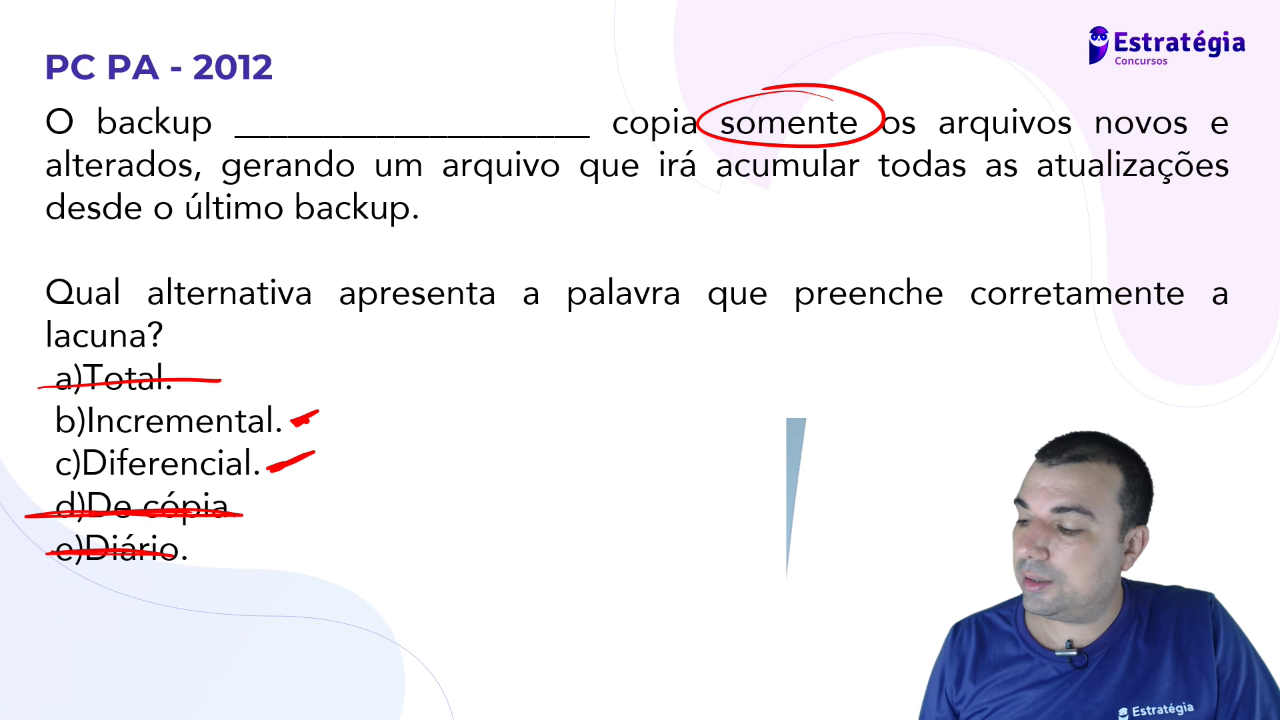 Estratégia
Concursos
PC PA - 2012
O backup ____________________ copia somente os arquivos novos e
alterados, gerando um arquivo que irá acumular todas as atualizações
desde o último backup.
Qual alternativa apresenta a palavra que preenche corretamente a
lacuna?
a)Total.
b)Incremental.
c)Diferencial.
d)De cópia.
e)Diário.
Estratégia